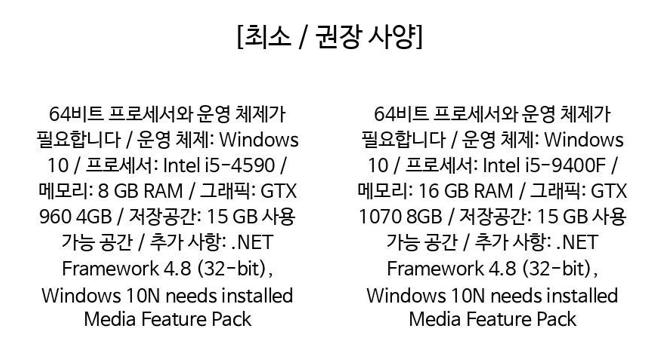 [최소 / 권장 사양]
64비트 프로세서와 운영 체제가
필요합니다 / 운영 체제: Windows
10 / 프로세서: Intel i5-4590 /
메모리: 8 GB RAM / 그래픽: GTX
960 4GB / 저장공간: 15 GB 사용
가능 공간 / 추가 사항: .NET
Framework 4.8 (32-bit),
Windows 10N needs installed
Media Feature Pack
64비트 프로세서와 운영 체제가
필요합니다 / 운영 체제: Windows
10 / 프로세서: Intel i5-9400F /
메모리: 16 GB RAM / 그래픽: GTX
1070 8GB / 저장공간: 15 GB 사용
가능 공간 / 추가 사항: .NET
Framework 4.8 (32-bit),
Windows 10N needs installed
Media Feature Pack